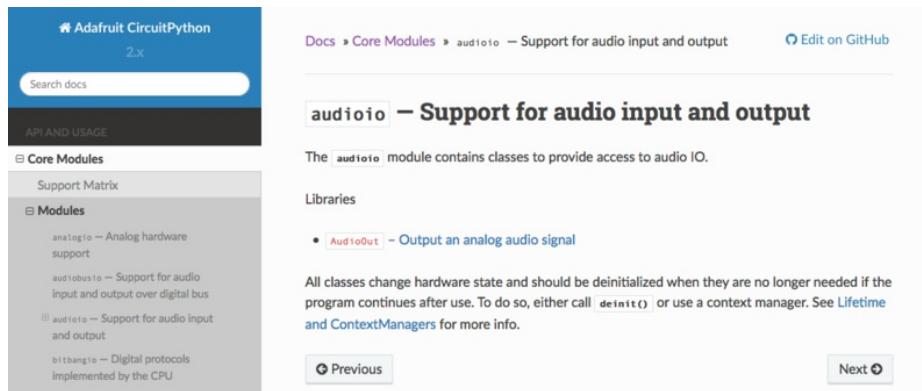 Adafruit CircuitPython
2.x
Search docs
API AND USAGE
Core Modules
Support Matrix
Modules
analogio — Analog hardware
support
audiobusio — Support for audio
input and output over digital bus
audioio — Support for audio input
and output
bitbangio — Digital protocols
implemented by the CPU
Docs » Core Modules » audioio — Support for audio input and output
Edit on GitHub
audioio — Support for audio input and output
The audioio module contains classes to provide access to audio IO.
Libraries
• AudioOut – Output an analog audio signal
All classes change hardware state and should be deinitialized when they are no longer needed if the
program continues after use. To do so, either call deinit() or use a context manager. See Lifetime
and ContextManagers for more info.
Previous
Next